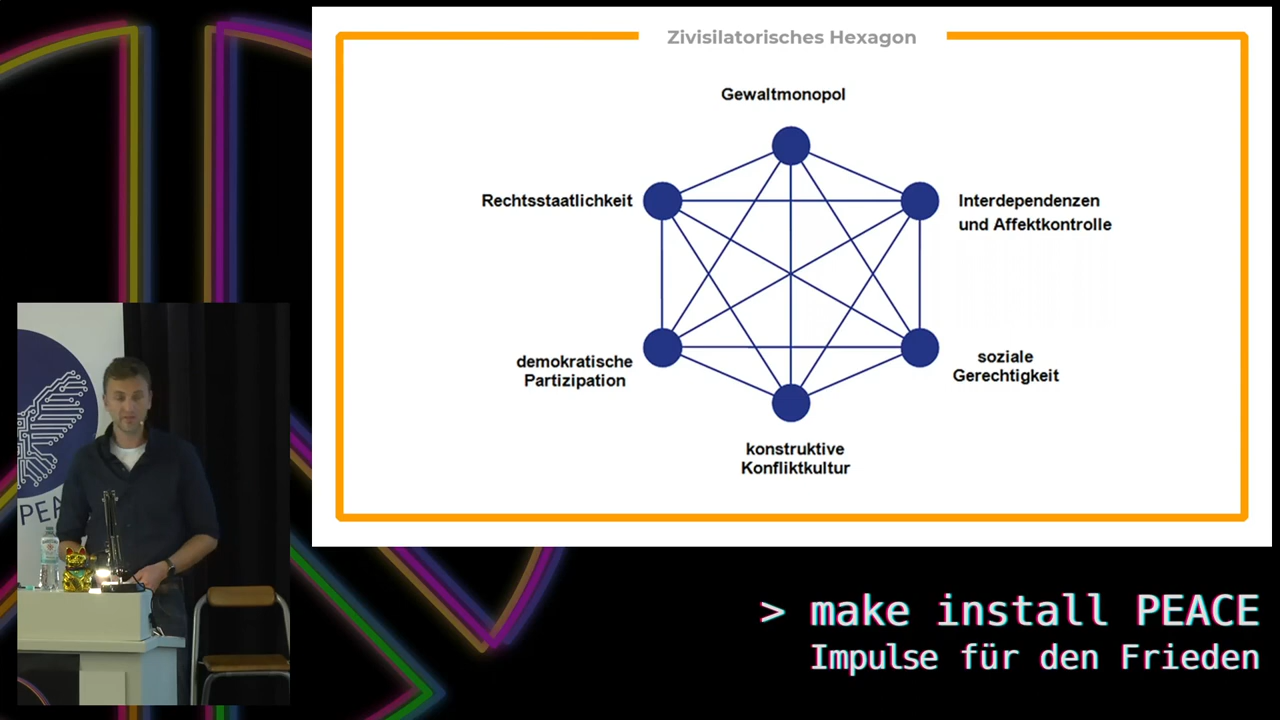 Zivisilatorisches Hexagon
Gewaltmonopol
Rechtsstaatlichkeit
Interdependenzen
und Affektkontrolle
demokratische
Partizipation
soziale
Gerechtigkeit
konstruktive
Konfliktkultur
PEA
> make install PEACE
Impulse für den Frieden